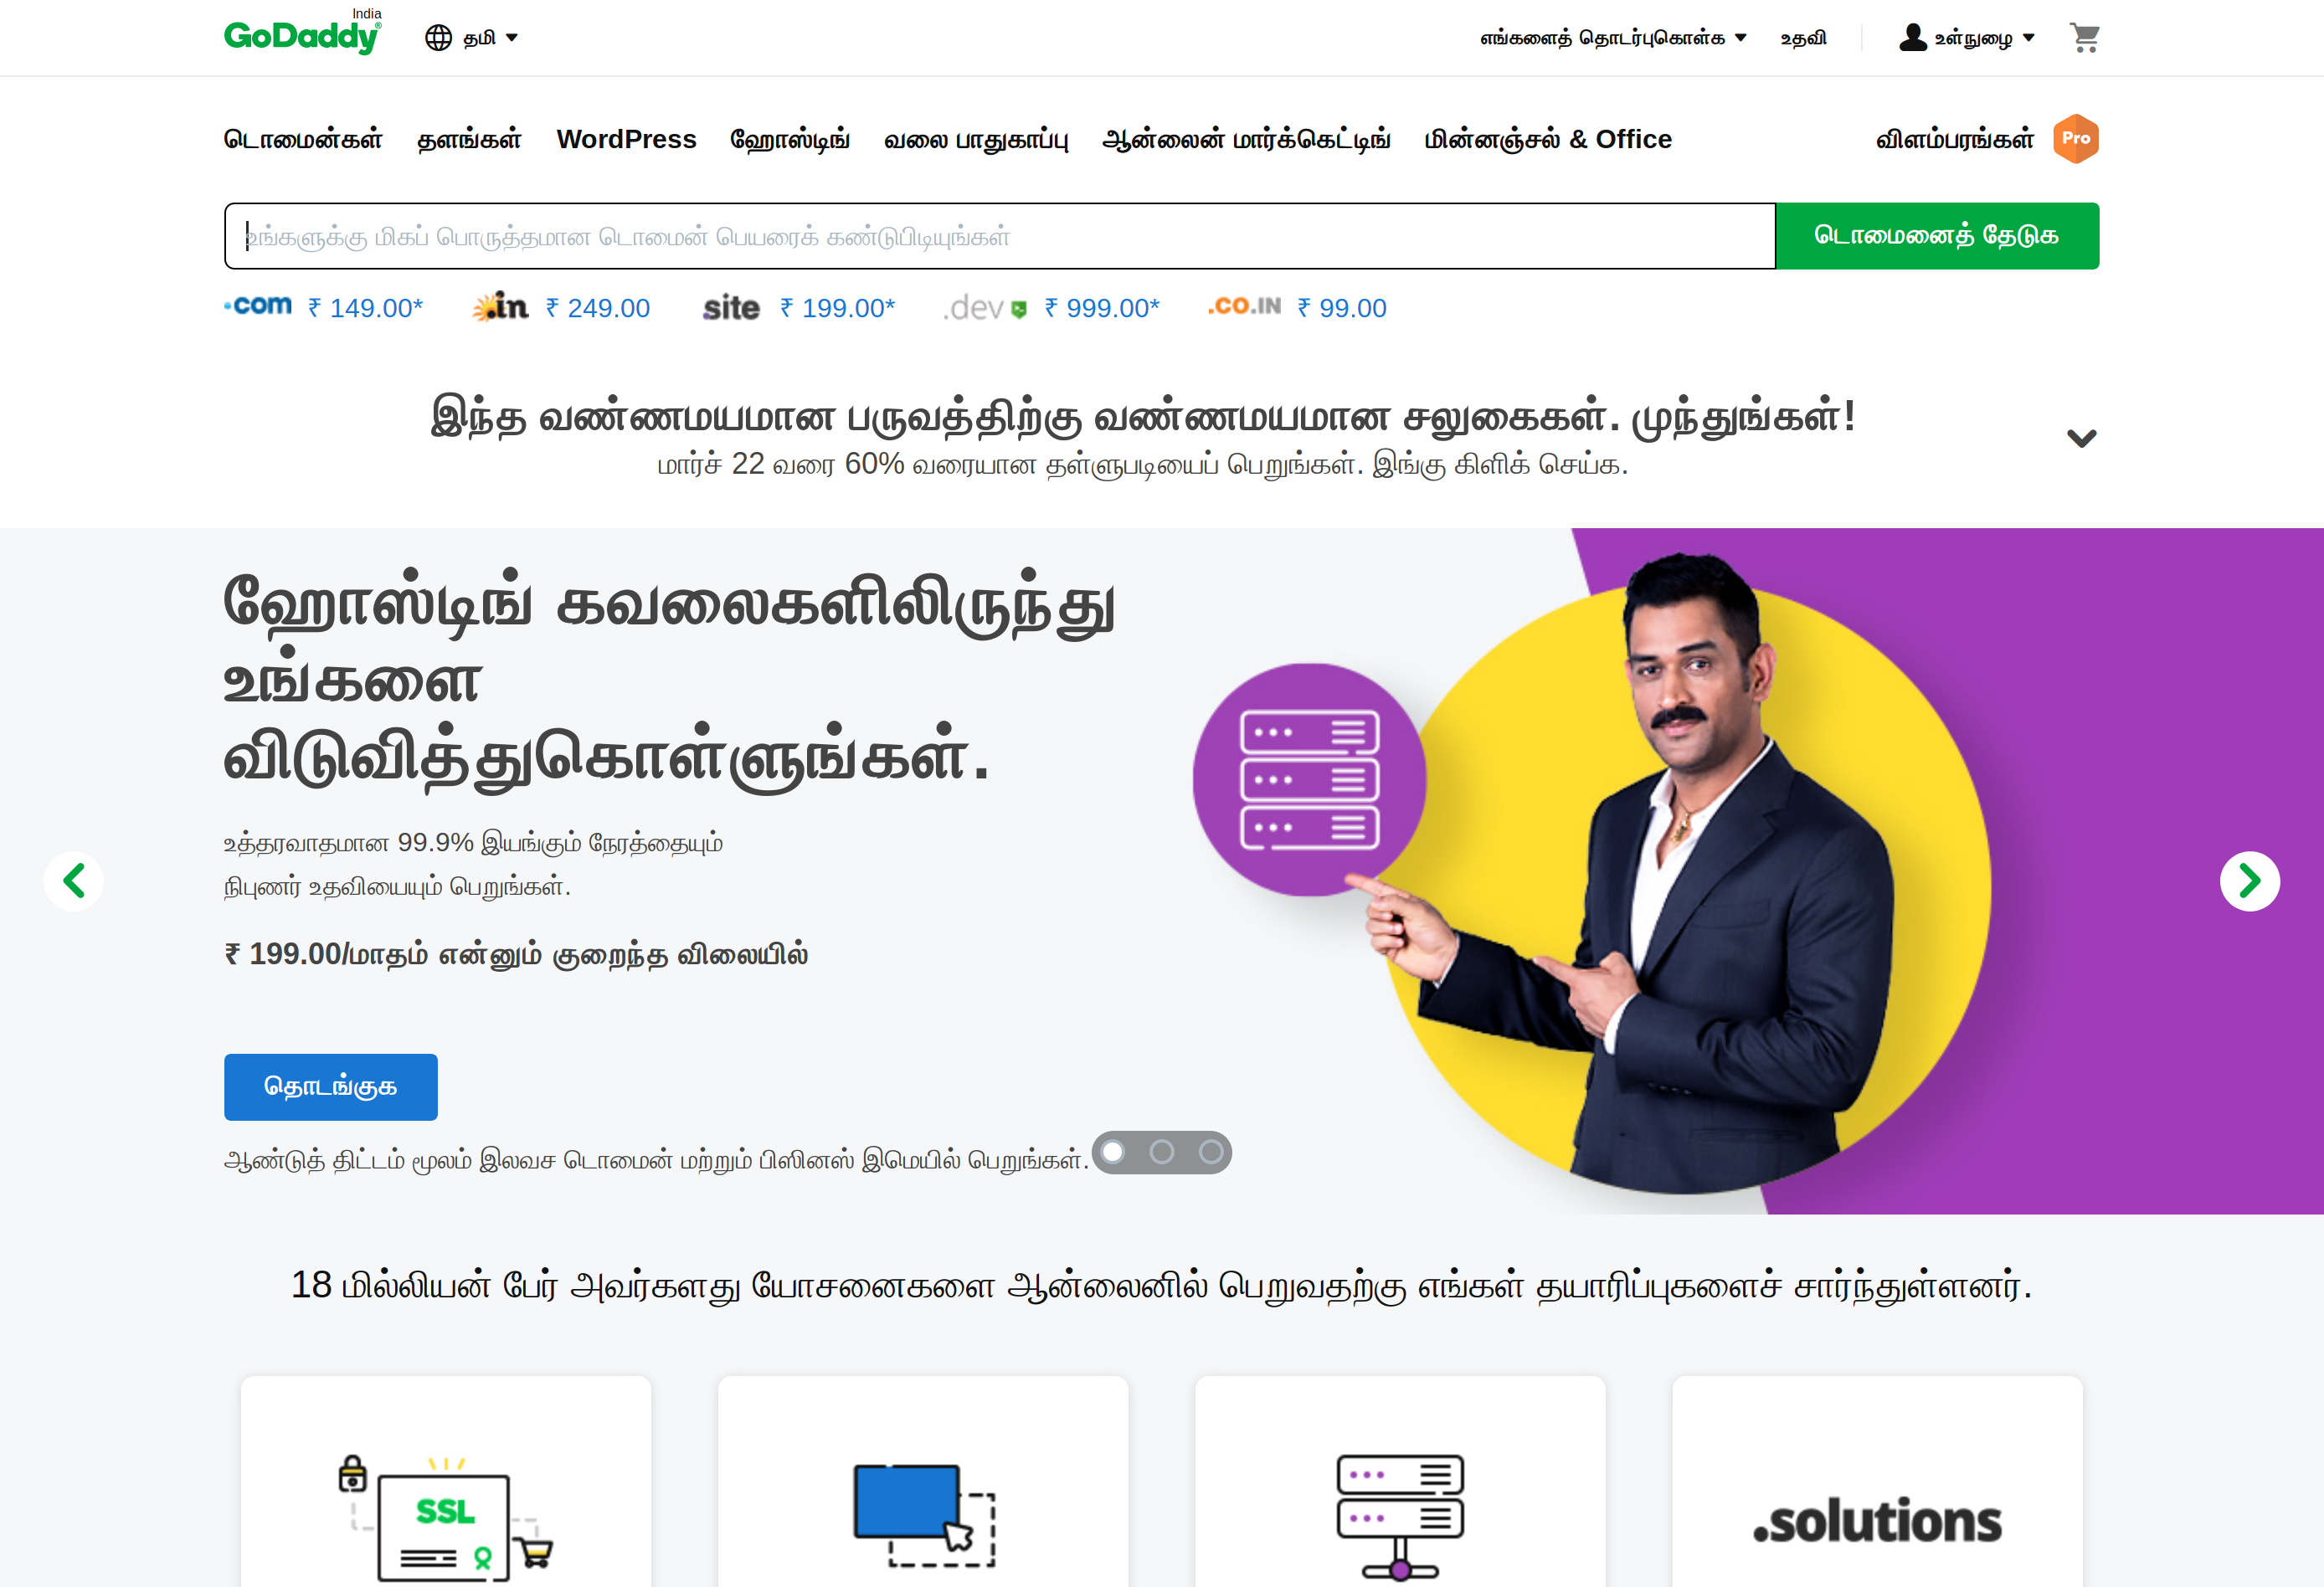 India
GoDaddy®
தமி
எங்களைத் தொடர்புகொள்க
உதவி
உள்நுழை
டொமைன்கள்
தளங்கள்
WordPress
ஹோஸ்டிங்
வலை பாதுகாப்பு
ஆன்லைன் மார்க்கெட்டிங்
மின்னஞ்சல் & Office
விளம்பரங்கள்
Pro
உங்களுக்கு மிகப் பொருத்தமான டொமைன் பெயரைக் கண்டுபிடியுங்கள்
டொமைனைத் தேடுக
.com ₹ 149.00*
.in ₹ 249.00
.site ₹ 199.00*
.dev ₹ 999.00*
.CO.IN ₹ 99.00
இந்த வண்ணமயமான பருவத்திற்கு வண்ணமயமான சலுகைகள். முந்துங்கள்!
மார்ச் 22 வரை 60% வரையான தள்ளுபடியைப் பெறுங்கள். இங்கு கிளிக் செய்க.
ஹோஸ்டிங் கவலைகளிலிருந்து
உங்களை
விடுவித்துகொள்ளுங்கள்.
உத்தரவாதமான 99.9% இயங்கும் நேரத்தையும்
நிபுணர் உதவியையும் பெறுங்கள்.
₹ 199.00/மாதம் என்னும் குறைந்த விலையில்
தொடங்குக
ஆண்டுத் திட்டம் மூலம் இலவச டொமைன் மற்றும் பிஸினஸ் இமெயில் பெறுங்கள்.
18 மில்லியன் பேர் அவர்களது யோசனைகளை ஆன்லைனில் பெறுவதற்கு எங்கள் தயாரிப்புகளைச் சார்ந்துள்ளனர்.
SSL
.solutions